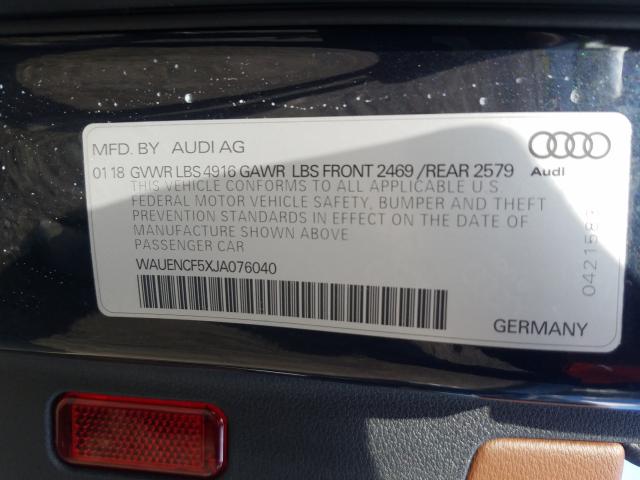 MFD. BY AUDI AG
Audi
01 18 GVWR LBS 4916 GAWR LBS FRONT 2469 /REAR 2579
THIS VEHICLE CONFORMS TO ALL APPLICABLE U.S.
FEDERAL MOTOR VEHICLE SAFETY, BUMPER AND THEFT
PREVENTION STANDARDS IN EFFECT ON THE DATE OF
MANUFACTURE SHOWN ABOVE
PASSENGER CAR
WAUENCF5XJA076040
GERMANY